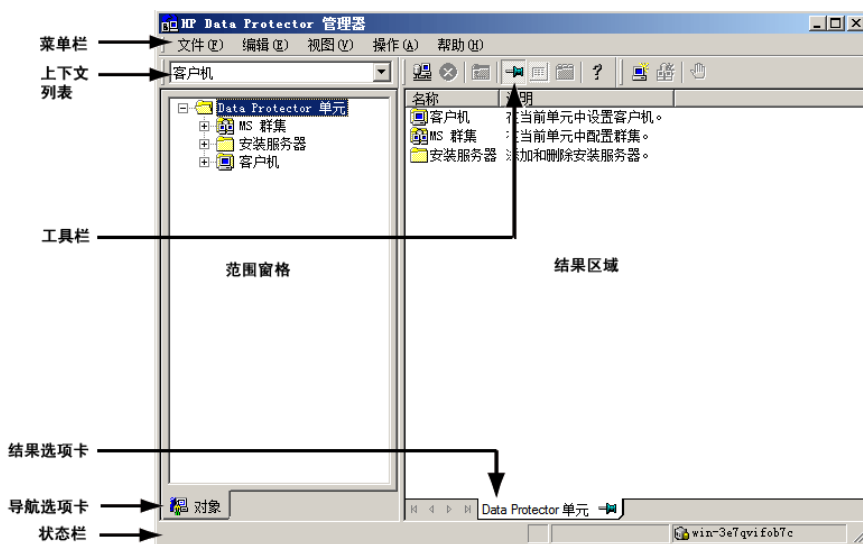 HP Data Protector 管理器
菜单栏
文件(F) 编辑(E) 视图(V) 操作(A) 帮助(H)
上下文
列表
客户机
名称 说明
Data Protector 单元
MS 群集
安装服务器
客户机
客户机 在当前单元中设置客户机。
MS 群集 在当前单元中配置群集。
安装服务器 添加和删除安装服务器。
工具栏
范围窗格
结果区域
结果选项卡
导航选项卡
对象
Data Protector 单元
状态栏
win-3e7qvifob7c